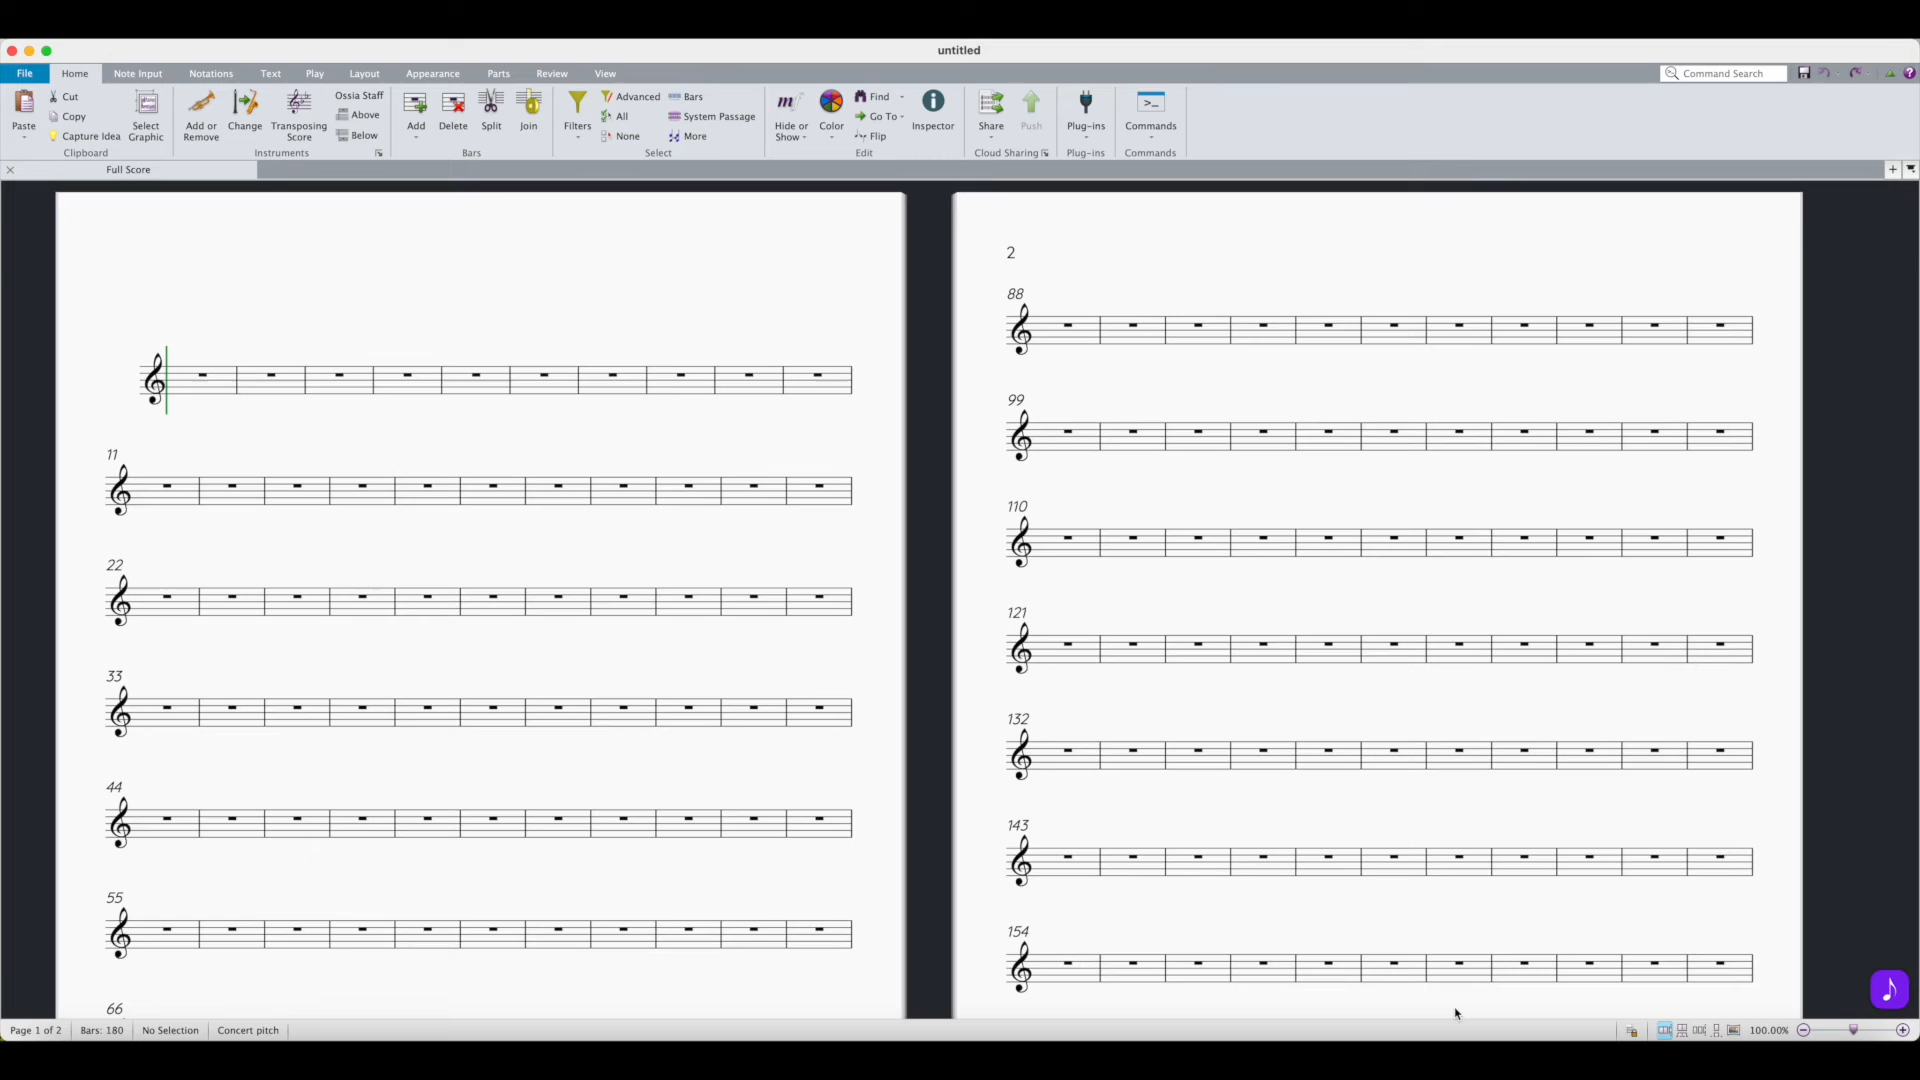 untitled
File Home Note Input Notations Text Play Layout Appearance Parts Review View Command Search
Paste Cut Copy Capture Idea Select Graphic
Clipboard
Add or Remove Change Transposing Score Ossia Staff Above Below
Instruments
Add Delete Split Join
Bars
Filters Advanced All None Bars System Passage More
Select
Hide or Show Color Find Go To Flip Inspector
Edit
Share Push
Cloud Sharing
Plug-ins
Plug-ins
Commands
Commands
Full Score
11
22
33
44
55
66
2
88
99
110
121
132
143
154
Page 1 of 2 Bars: 180 No Selection Concert pitch 100.00%